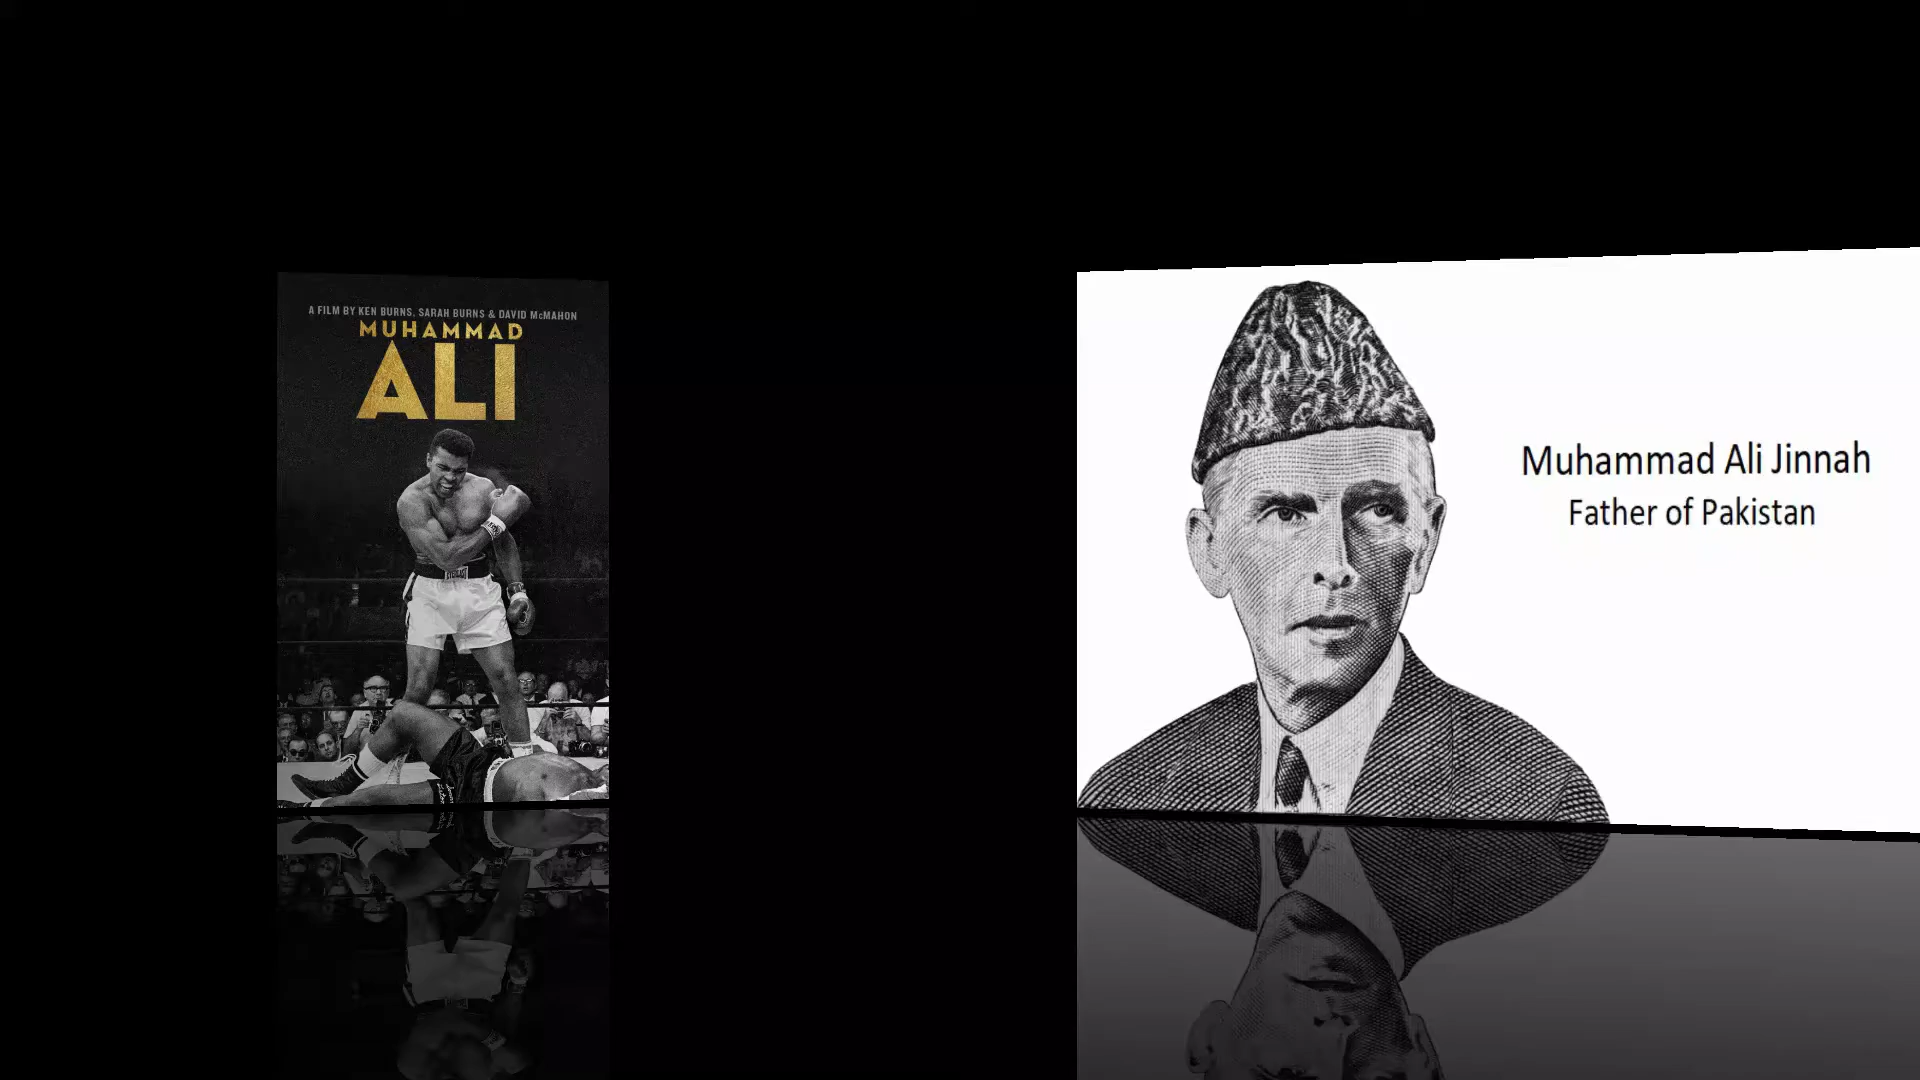 A FILM BY KEN BURNS, SARAH BURNS & DAVID McMAHON
MUHAMMAD
ALI
Muhammad Ali Jinnah
Father of Pakistan